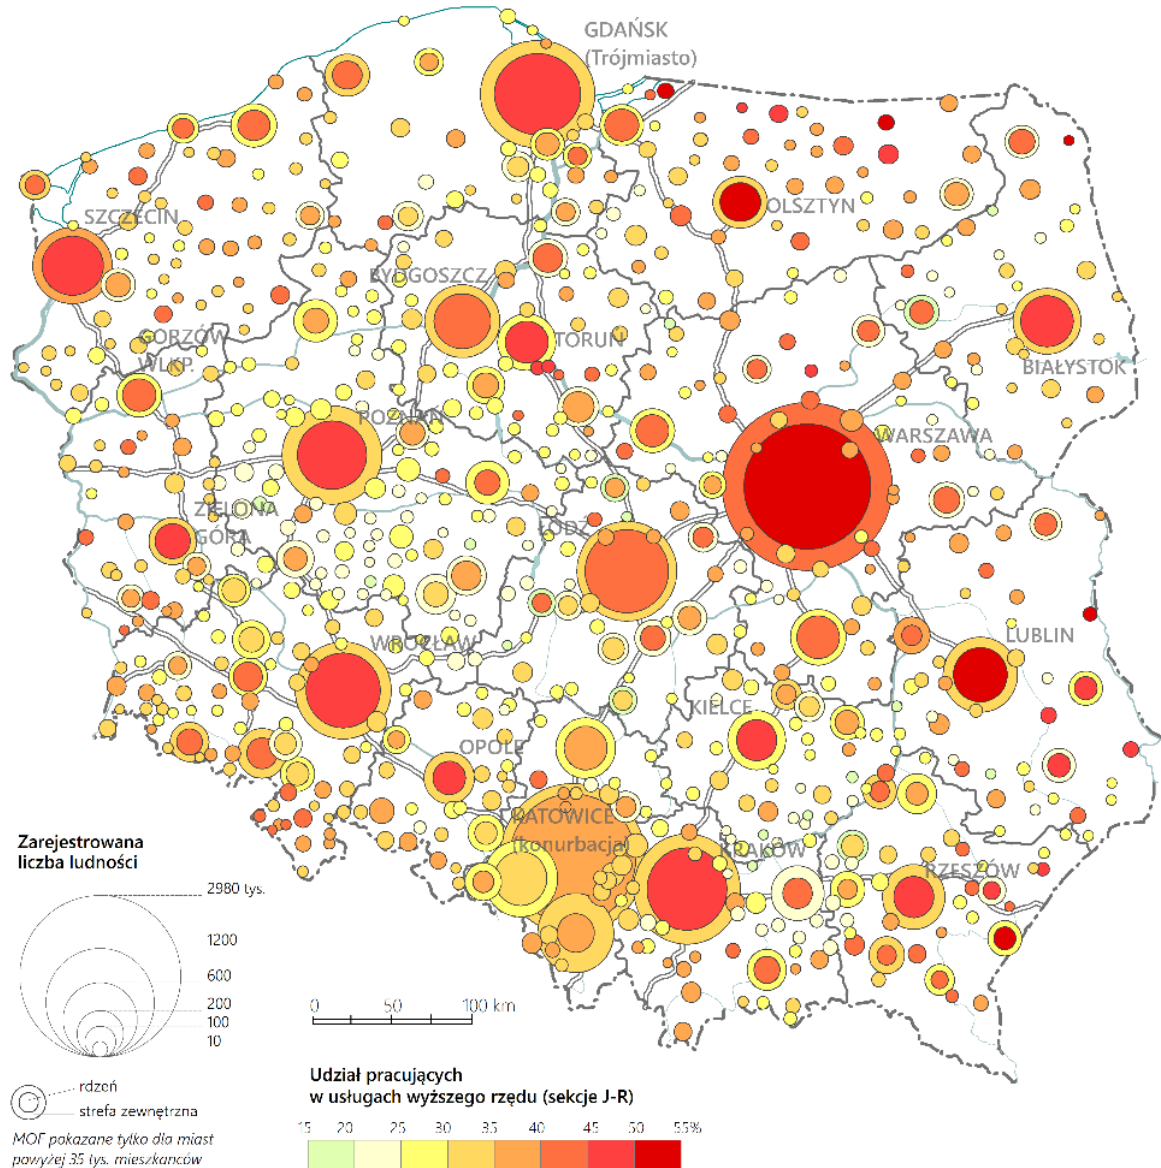 GDAŃSK
(Trójmiasto)
OLSZTYN
SZCZECIN
BYDGOSZCZ
GORZÓW
WLKP.
TORUŃ
BIAŁYSTOK
POZNAŃ
WARSZAWA
ZIELONA
GÓRA
ŁÓDŹ
WROCŁAW
LUBLIN
KIELCE
OPOLE
KATOWICE
(konurbacja)
KRAKÓW
RZESZÓW
Zarejestrowana
liczba ludności
2980 tys.
1200
600
200
100
10
rdzeń
strefa zewnętrzna
MOF pokazane tylko dla miast
powyżej 35 tys. mieszkańców
0 50 100 km
Udział pracujących
w usługach wyższego rzędu (sekcje J-R)
15 20 25 30 35 40 45 50 55%